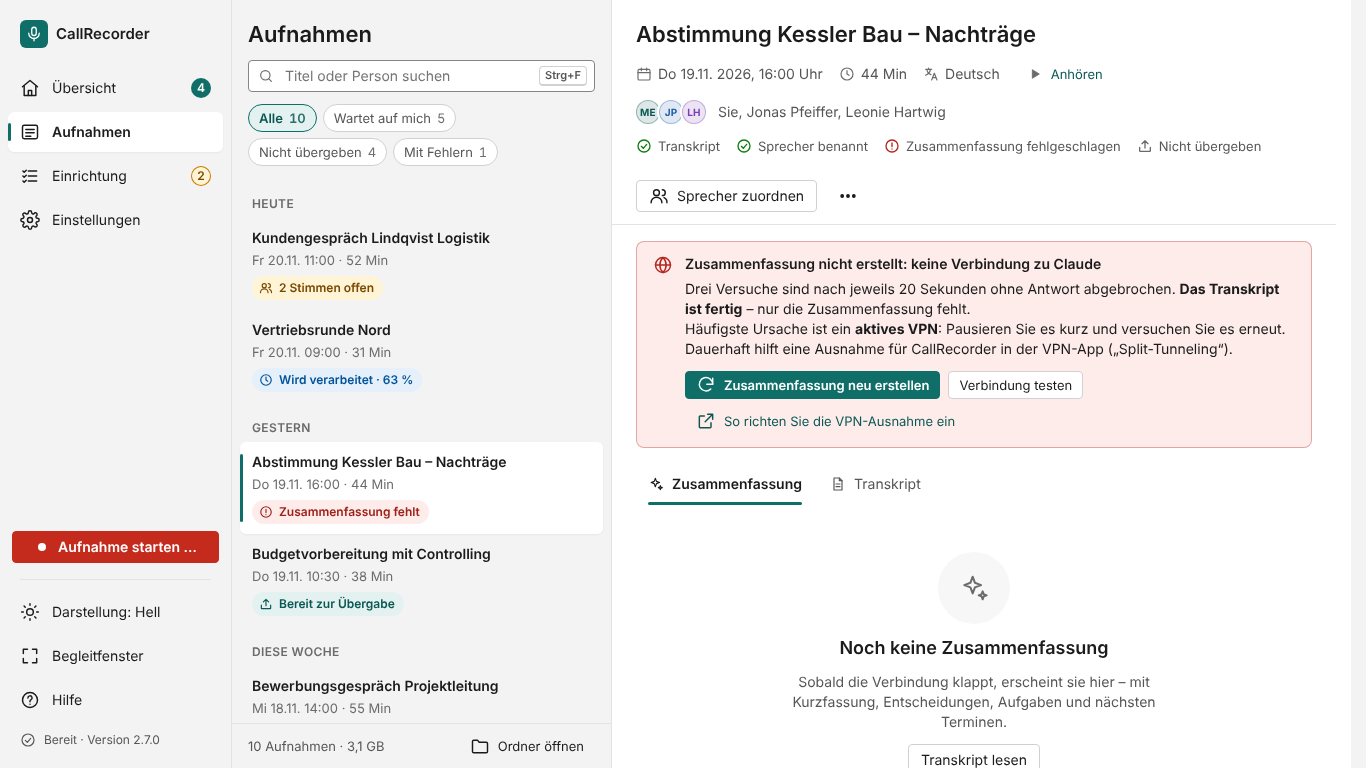 CallRecorder
Übersicht 4
Aufnahmen
Einrichtung 2
Einstellungen
Aufnahme starten ...
Darstellung: Hell
Begleitfenster
Hilfe
Bereit · Version 2.7.0
Aufnahmen
Titel oder Person suchen Strg+F
Alle 10 Wartet auf mich 5
Nicht übergeben 4 Mit Fehlern 1
HEUTE
Kundengespräch Lindqvist Logistik
Fr 20.11. 11:00 · 52 Min
2 Stimmen offen
Vertriebsrunde Nord
Fr 20.11. 09:00 · 31 Min
Wird verarbeitet · 63 %
GESTERN
Abstimmung Kessler Bau – Nachträge
Do 19.11. 16:00 · 44 Min
Zusammenfassung fehlt
Budgetvorbereitung mit Controlling
Do 19.11. 10:30 · 38 Min
Bereit zur Übergabe
DIESE WOCHE
Bewerbungsgespräch Projektleitung
Mi 18.11. 14:00 · 55 Min
10 Aufnahmen · 3,1 GB Ordner öffnen
Abstimmung Kessler Bau – Nachträge
Do 19.11. 2026, 16:00 Uhr 44 Min Deutsch Anhören
ME JP LH Sie, Jonas Pfeiffer, Leonie Hartwig
Transkript Sprecher benannt Zusammenfassung fehlgeschlagen Nicht übergeben
Sprecher zuordnen
Zusammenfassung nicht erstellt: keine Verbindung zu Claude
Drei Versuche sind nach jeweils 20 Sekunden ohne Antwort abgebrochen. Das Transkript
ist fertig – nur die Zusammenfassung fehlt.
Häufigste Ursache ist ein aktives VPN: Pausieren Sie es kurz und versuchen Sie es erneut.
Dauerhaft hilft eine Ausnahme für CallRecorder in der VPN-App („Split-Tunneling“).
Zusammenfassung neu erstellen Verbindung testen
So richten Sie die VPN-Ausnahme ein
Zusammenfassung Transkript
Noch keine Zusammenfassung
Sobald die Verbindung klappt, erscheint sie hier – mit
Kurzfassung, Entscheidungen, Aufgaben und nächsten
Terminen.
Transkript lesen